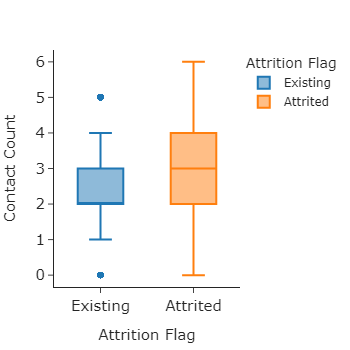 Attrition Flag
Existing
Attrited
6
5
4
3
2
1
0
Contact Count
Existing
Attrited
Attrition Flag